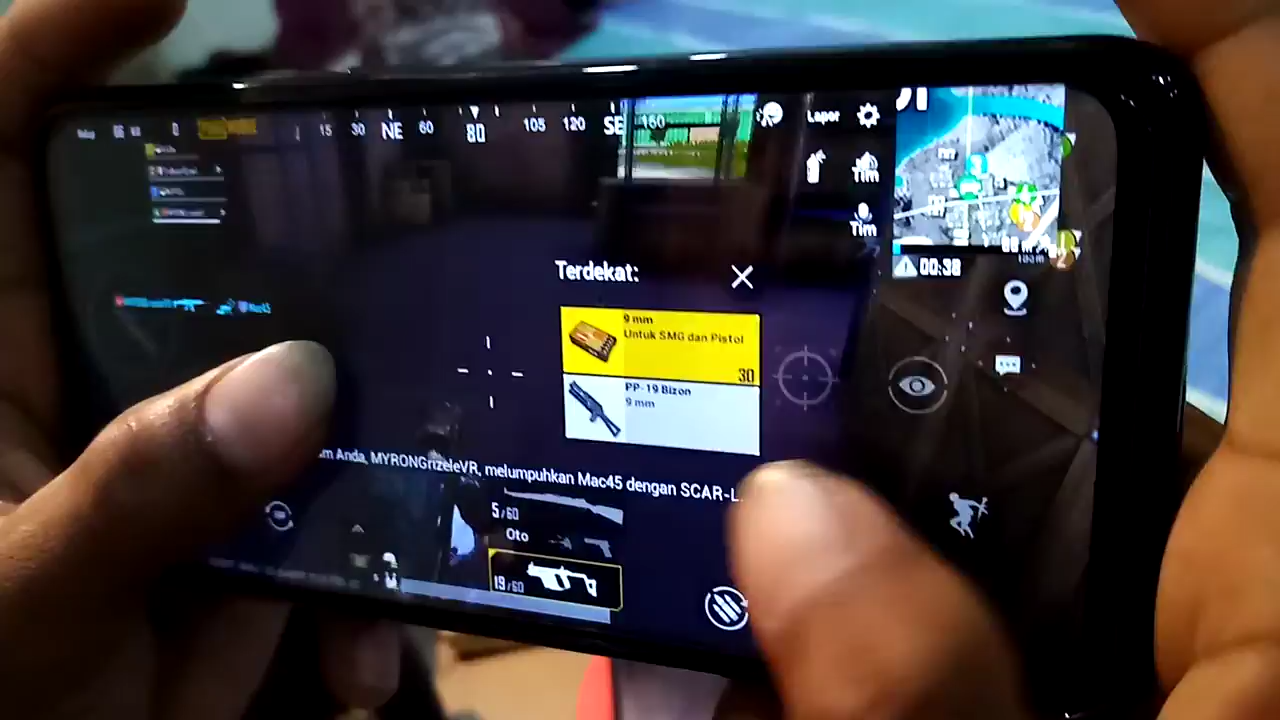 15 30 NE 60 80 105 120 SE 150
Lapor
Tim
Tim
00:38
Terdekat:
9 mm
Untuk SMG dan Pistol
30
PP-19 Bizon
9 mm
Anda, MYRONGrizeleVR, melumpuhkan Mac45 dengan SCAR-L.
5/60
Oto
19/60